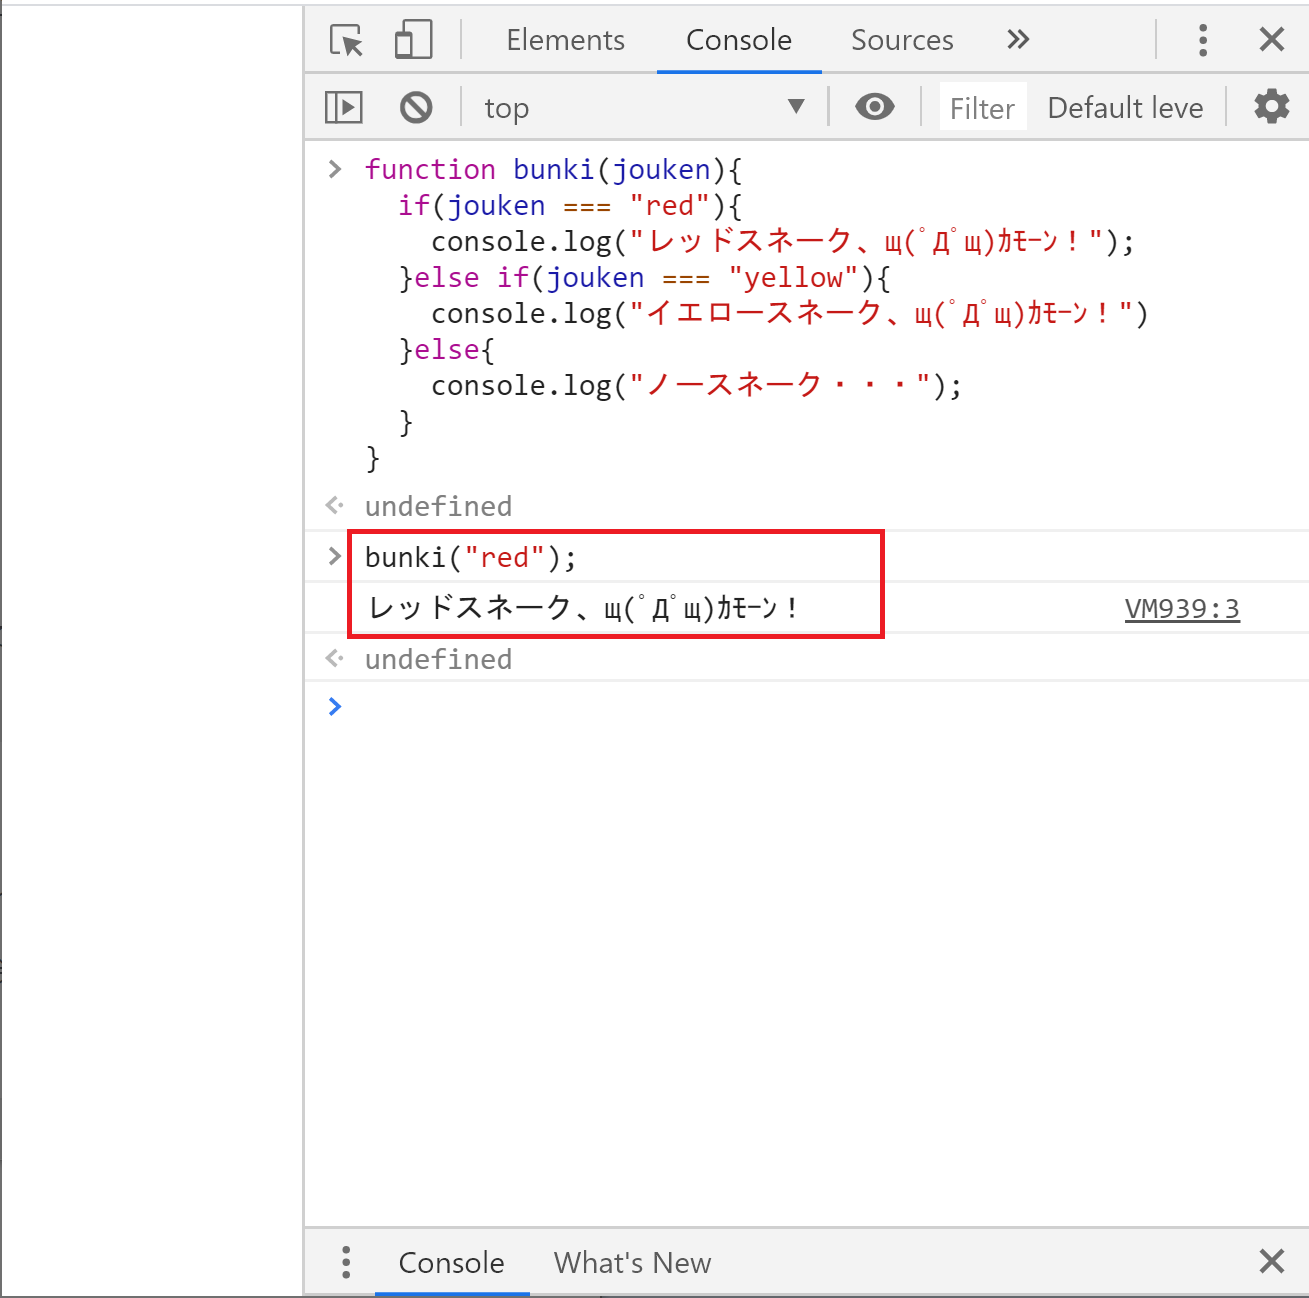 Elements Console Sources
top Filter Default leve
function bunki(jouken){
  if(jouken === "red"){
    console.log("レッドスネーク、щ(ﾟДﾟщ)ｶﾓｰﾝ！");
  }else if(jouken === "yellow"){
    console.log("イエロースネーク、щ(ﾟДﾟщ)ｶﾓｰﾝ！")
  }else{
    console.log("ノースネーク・・・");
  }
}
undefined
bunki("red");
レッドスネーク、щ(ﾟДﾟщ)ｶﾓｰﾝ！ VM939:3
undefined
Console What's New